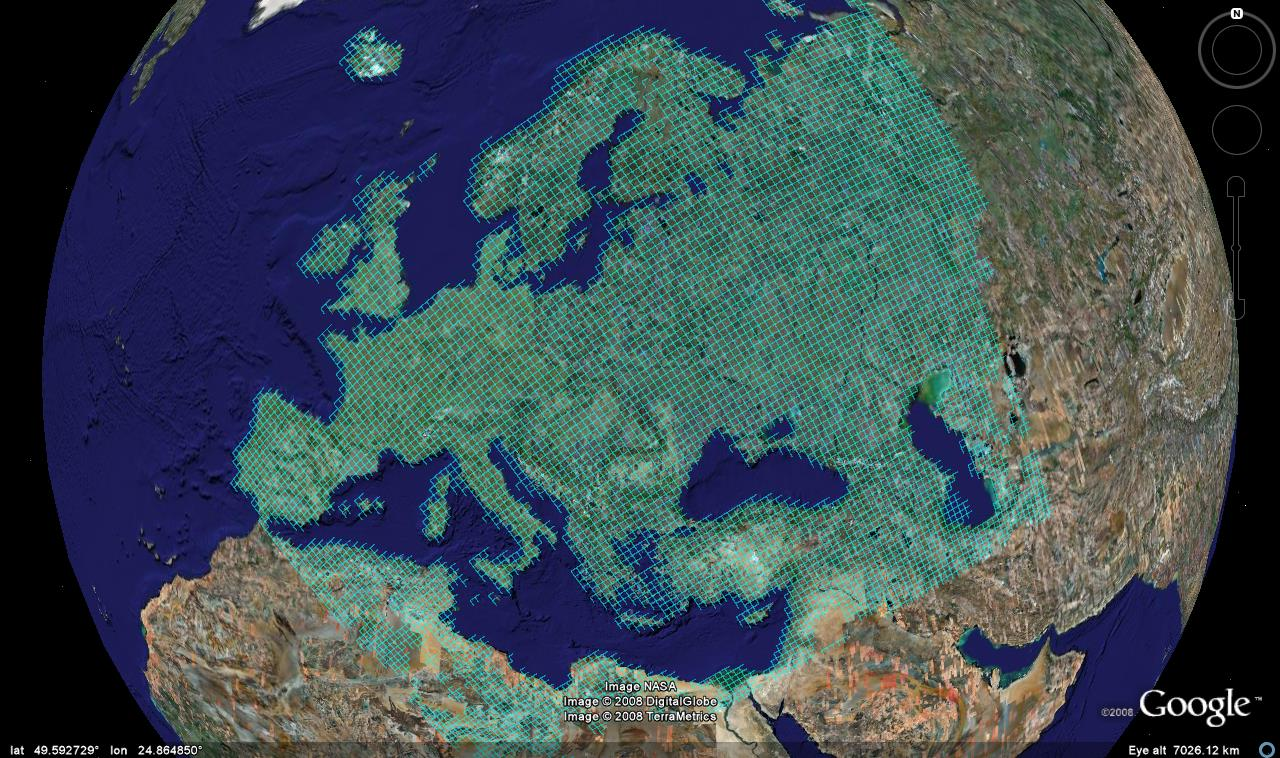 N
Image NASA
Image © 2008 DigitalGlobe
Image © 2008 TerraMetrics
©2008 Google™
lat 49.592729° lon 24.864850°
Eye alt 7026.12 km